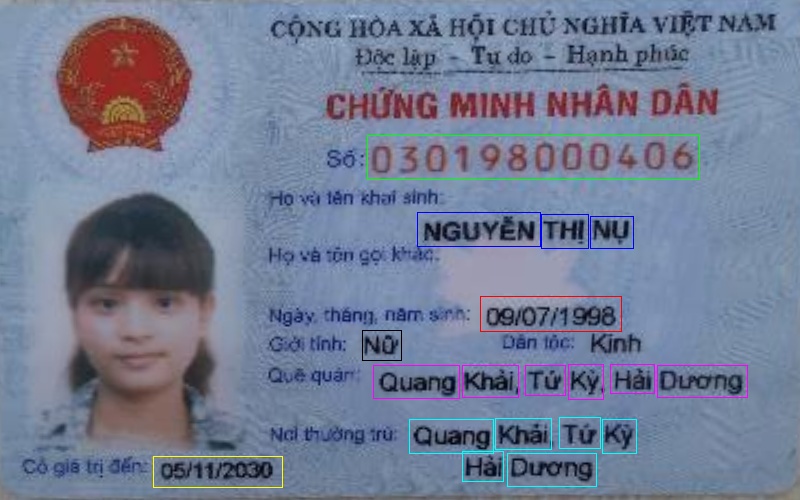 CỘNG HÒA XÃ HỘI CHỦ NGHĨA VIỆT NAM
Độc lập - Tự do - Hạnh phúc
CHỨNG MINH NHÂN DÂN
Số: 030198000406
Họ và tên khai sinh:
NGUYỄN THỊ NỤ
Họ và tên gọi khác:
Ngày, tháng, năm sinh: 09/07/1998
Giới tính: Nữ Dân tộc: Kinh
Quê quán: Quang Khải, Tứ Kỳ, Hải Dương
Nơi thường trú: Quang Khải, Tứ Kỳ
Hải Dương
Có giá trị đến: 05/11/2030